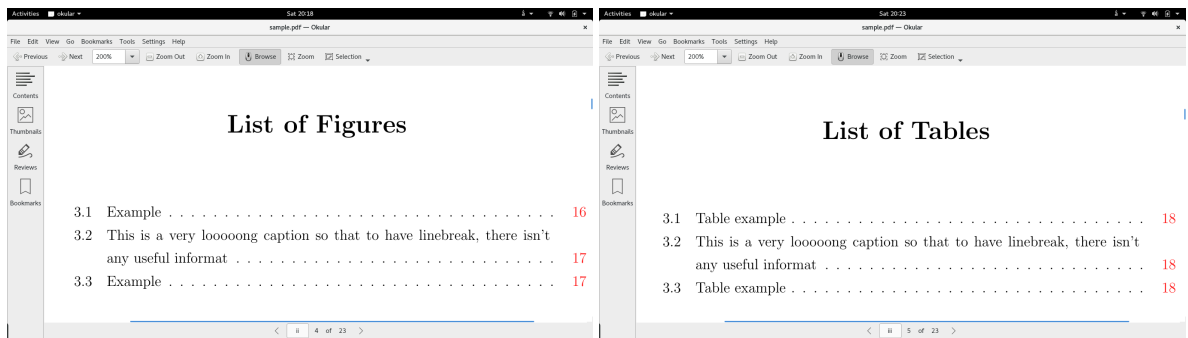 Activities okular Sat 20:18
sample.pdf — Okular
File Edit View Go Bookmarks Tools Settings Help
Previous Next 200% Zoom Out Zoom In Browse Zoom Selection
Contents
Thumbnails
Reviews
Bookmarks
List of Figures
3.1 Example . . . . . . . . . . . . . . . . . . . . . . . . . . . . . . . . . . . 16
3.2 This is a very looooong caption so that to have linebreak, there isn't
any useful informat . . . . . . . . . . . . . . . . . . . . . . . . . . . . . 17
3.3 Example . . . . . . . . . . . . . . . . . . . . . . . . . . . . . . . . . . . 17
ii 4 of 23
Activities okular Sat 20:23
sample.pdf — Okular
File Edit View Go Bookmarks Tools Settings Help
Previous Next 200% Zoom Out Zoom In Browse Zoom Selection
Contents
Thumbnails
Reviews
Bookmarks
List of Tables
3.1 Table example . . . . . . . . . . . . . . . . . . . . . . . . . . . . . . . . 18
3.2 This is a very looooong caption so that to have linebreak, there isn't
any useful informat . . . . . . . . . . . . . . . . . . . . . . . . . . . . . 18
3.3 Table example . . . . . . . . . . . . . . . . . . . . . . . . . . . . . . . . 18
iii 5 of 23